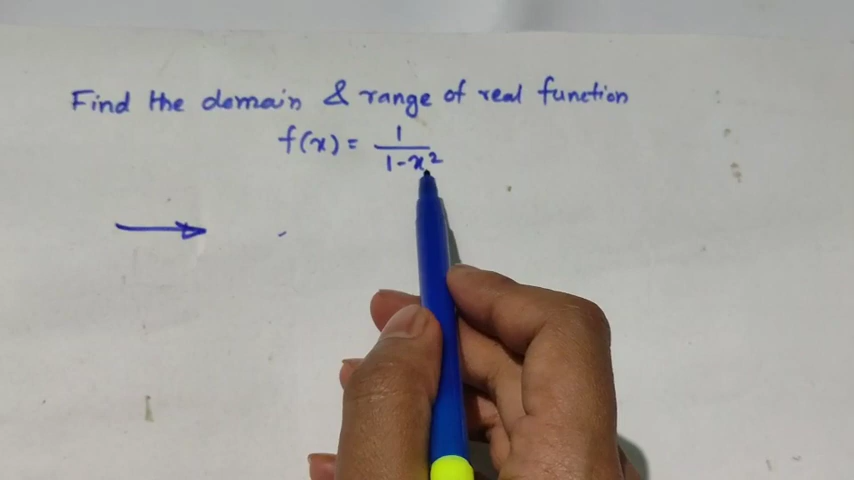 Find the domain & range of real function
f(x) = 1/(1-x²)